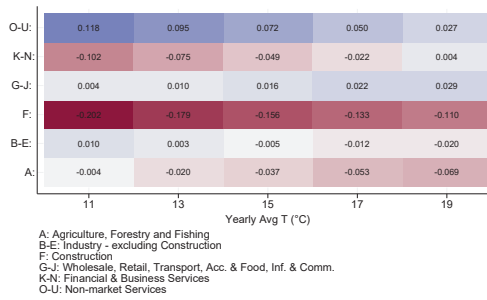 O-U: 0.118 0.095 0.072 0.050 0.027
K-N: -0.102 -0.075 -0.049 -0.022 0.004
G-J: 0.004 0.010 0.016 0.022 0.029
F: -0.202 -0.179 -0.156 -0.133 -0.110
B-E: 0.010 0.003 -0.005 -0.012 -0.020
A: -0.004 -0.020 -0.037 -0.053 -0.069
11 13 15 17 19
Yearly Avg T (°C)
A: Agriculture, Forestry and Fishing
B-E: Industry - excluding Construction
F: Construction
G-J: Wholesale, Retail, Transport, Acc. & Food, Inf. & Comm.
K-N: Financial & Business Services
O-U: Non-market Services